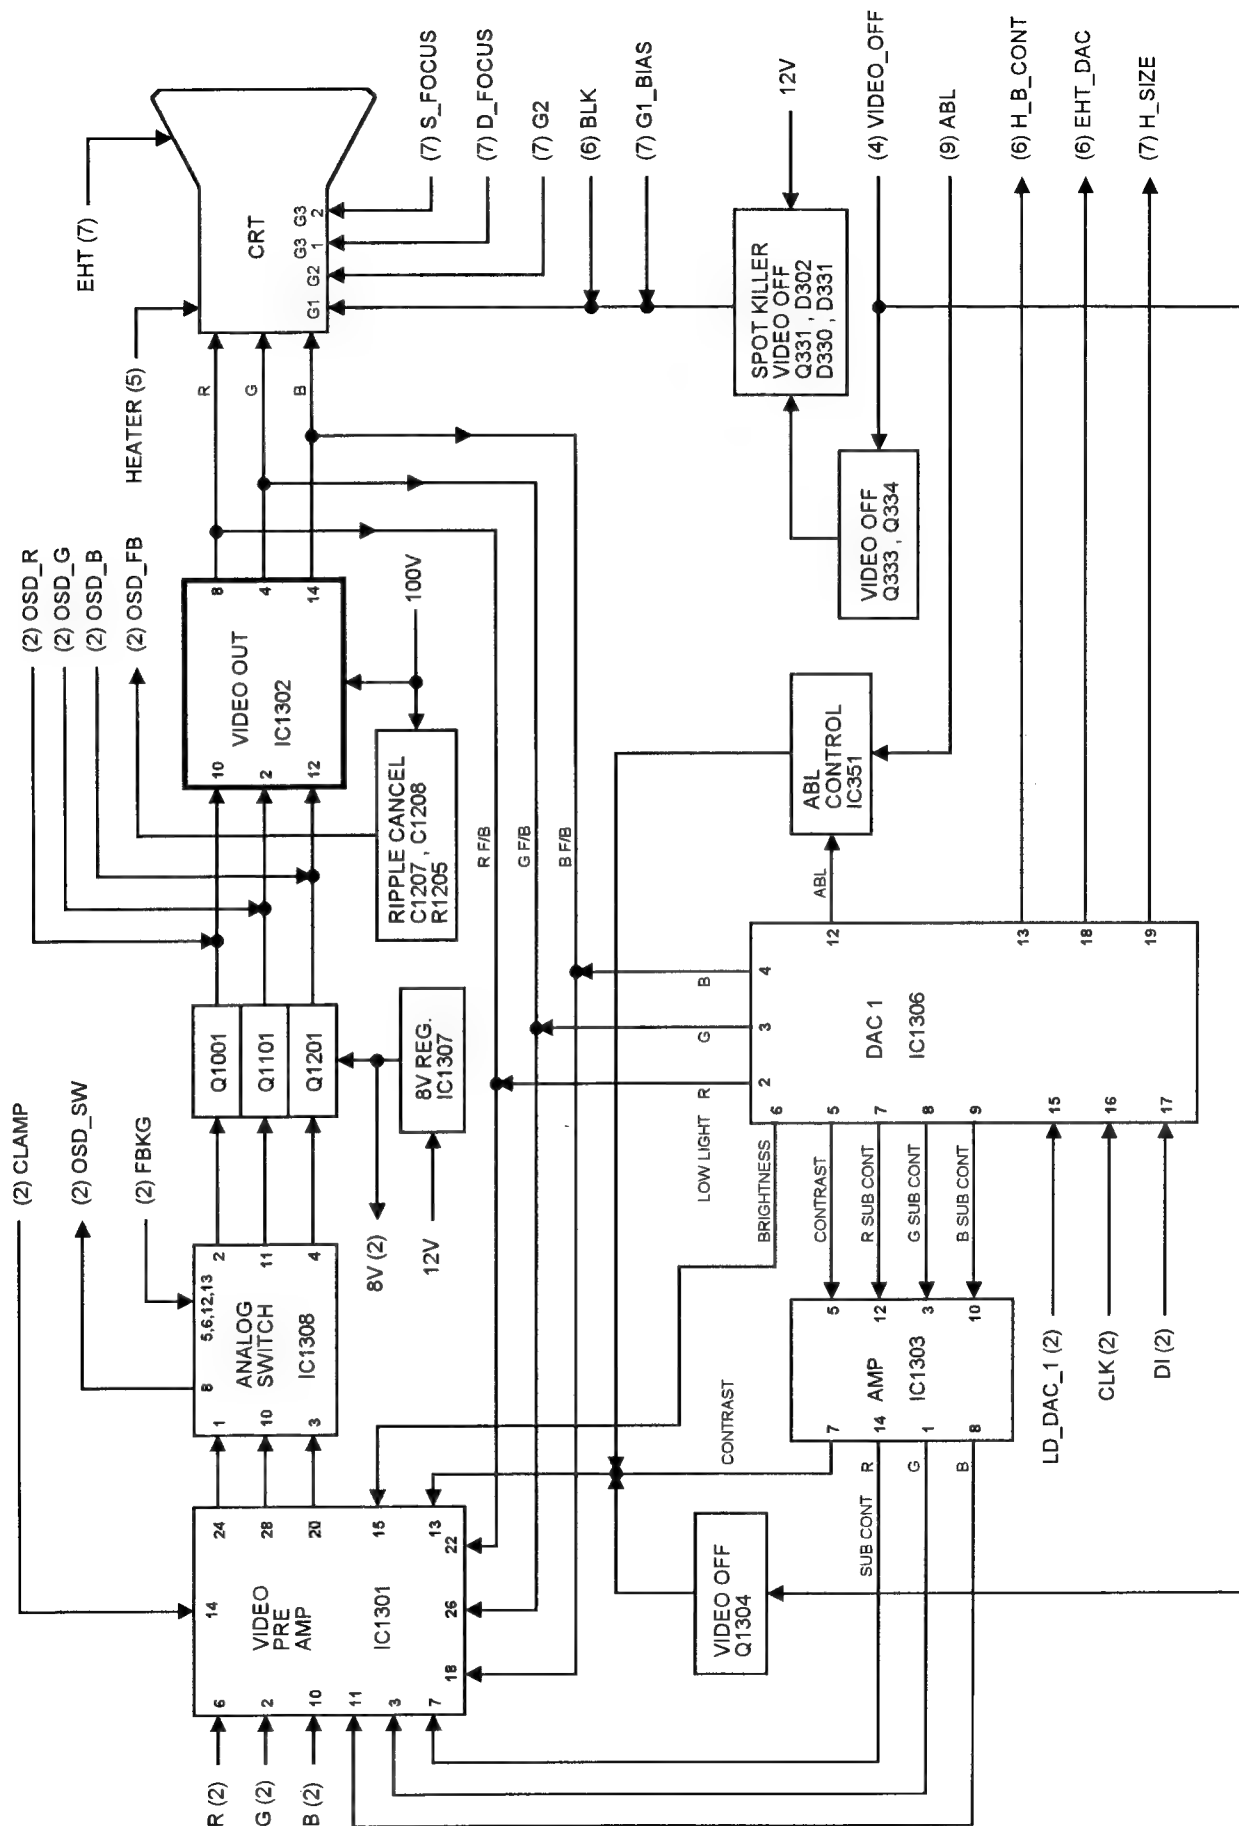 R (2)
G (2)
B (2)
(2) CLAMP
(2) OSD_SW
(2) FBKG
6
2
10
11
3
7
14
VIDEO
PRE
AMP
IC1301
24
28
20
15
13
22
26
18
1
10
3
8
5,6,12,13
ANALOG
SWITCH
IC1308
2
11
4
Q1001
Q1101
Q1201
8V (2)
12V
8V REG.
IC1307
(2) OSD_R
(2) OSD_G
(2) OSD_B
(2) OSD_FB
10
2
12
VIDEO OUT
IC1302
8
4
14
RIPPLE CANCEL
C1207 , C1208
R1205
100V
R F/B
G F/B
B F/B
HEATER (5)
EHT (7)
R
G
B
CRT
G1
G2
G3
1
G3
2
(7) S_FOCUS
(7) D_FOCUS
(7) G2
(6) BLK
(7) G1_BIAS
12V
SPOT KILLER
VIDEO OFF
Q331 , D302
D330 , D331
VIDEO OFF
Q333 , Q334
(4) VIDEO_OFF
(9) ABL
(6) H_B_CONT
(6) EHT_DAC
(7) H_SIZE
ABL
CONTROL
IC351
ABL
LOW LIGHT
R
G
B
BRIGHTNESS
CONTRAST
R SUB CONT
G SUB CONT
B SUB CONT
6
5
7
8
9
15
16
17
2
3
4
DAC 1
IC1306
12
13
18
19
LD_DAC_1 (2)
CLK (2)
DI (2)
5
12
3
10
AMP
IC1303
7
14
1
8
CONTRAST
SUB CONT
R
G
B
VIDEO OFF
Q1304